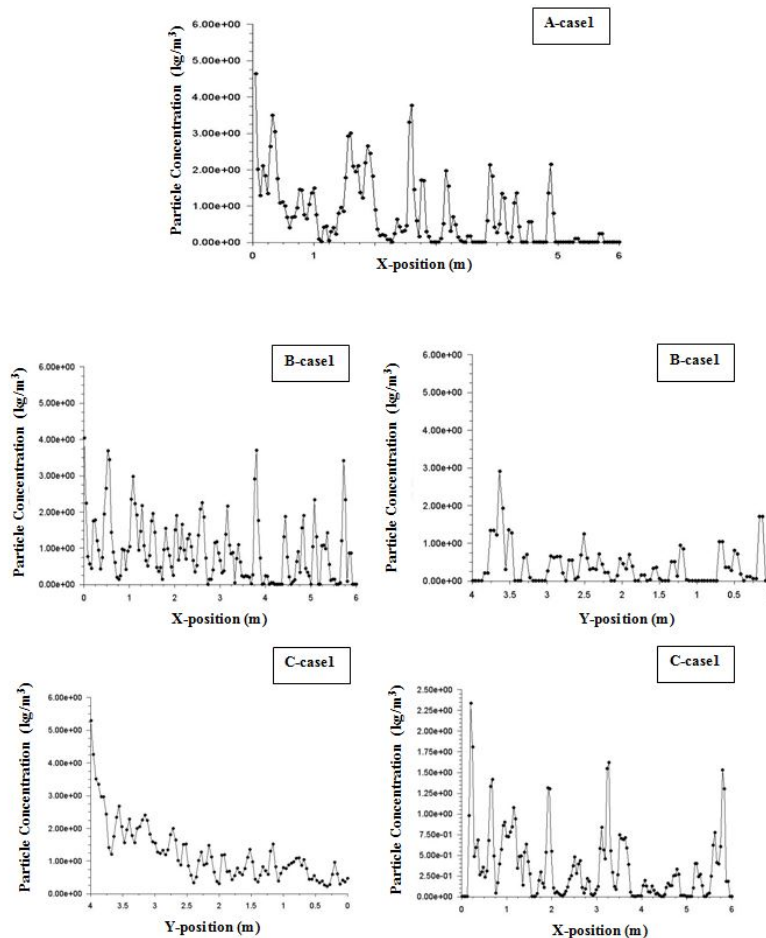 A-case1
Particle Concentration (kg/m³)
6.00e+00
5.00e+00
4.00e+00
3.00e+00
2.00e+00
1.00e+00
0.00e+00
0 1 5 6
X-position (m)
B-case1
Particle Concentration (kg/m³)
6.00e+00
5.00e+00
4.00e+00
3.00e+00
2.00e+00
1.00e+00
0.00e+00
0 1 2 3 4 5 6
X-position (m)
B-case1
Particle Concentration (kg/m³)
6.00e+00
5.00e+00
4.00e+00
3.00e+00
2.00e+00
1.00e+00
0.00e+00
4 3.5 3 2.5 2 1.5 1 0.5
Y-position (m)
C-case1
Particle Concentration (kg/m³)
6.00e+00
5.00e+00
4.00e+00
3.00e+00
2.00e+00
1.00e+00
0.00e+00
4 3.5 3 2.5 2 1.5 1 0.5 0
Y-position (m)
C-case1
Particle Concentration (kg/m³)
2.50e+00
2.25e+00
2.00e+00
1.75e+00
1.50e+00
1.25e+00
1.00e+00
7.50e-01
5.00e-01
2.50e-01
0.00e+00
0 1 2 3 4 5 6
X-position (m)